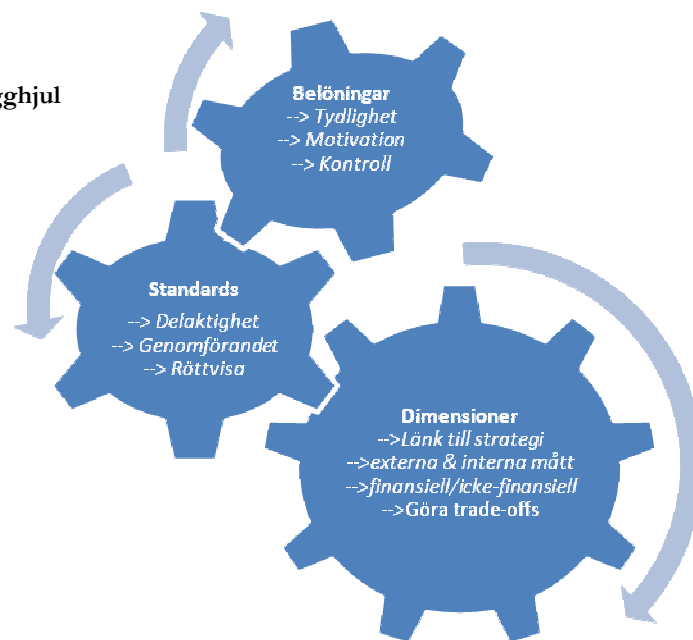 gghjul
Belöningar
--> Tydlighet
--> Motivation
--> Kontroll
Standards
--> Delaktighet
--> Genomförandet
--> Rättvisa
Dimensioner
-->Länk till strategi
-->externa & interna mått
-->finansiell/icke-finansiell
-->Göra trade-offs